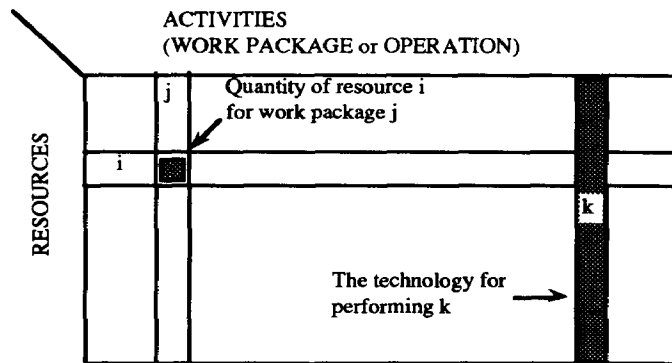 ACTIVITIES
(WORK PACKAGE or OPERATION)
j
Quantity of resource i
for work package j
i
RESOURCES
k
The technology for
performing k